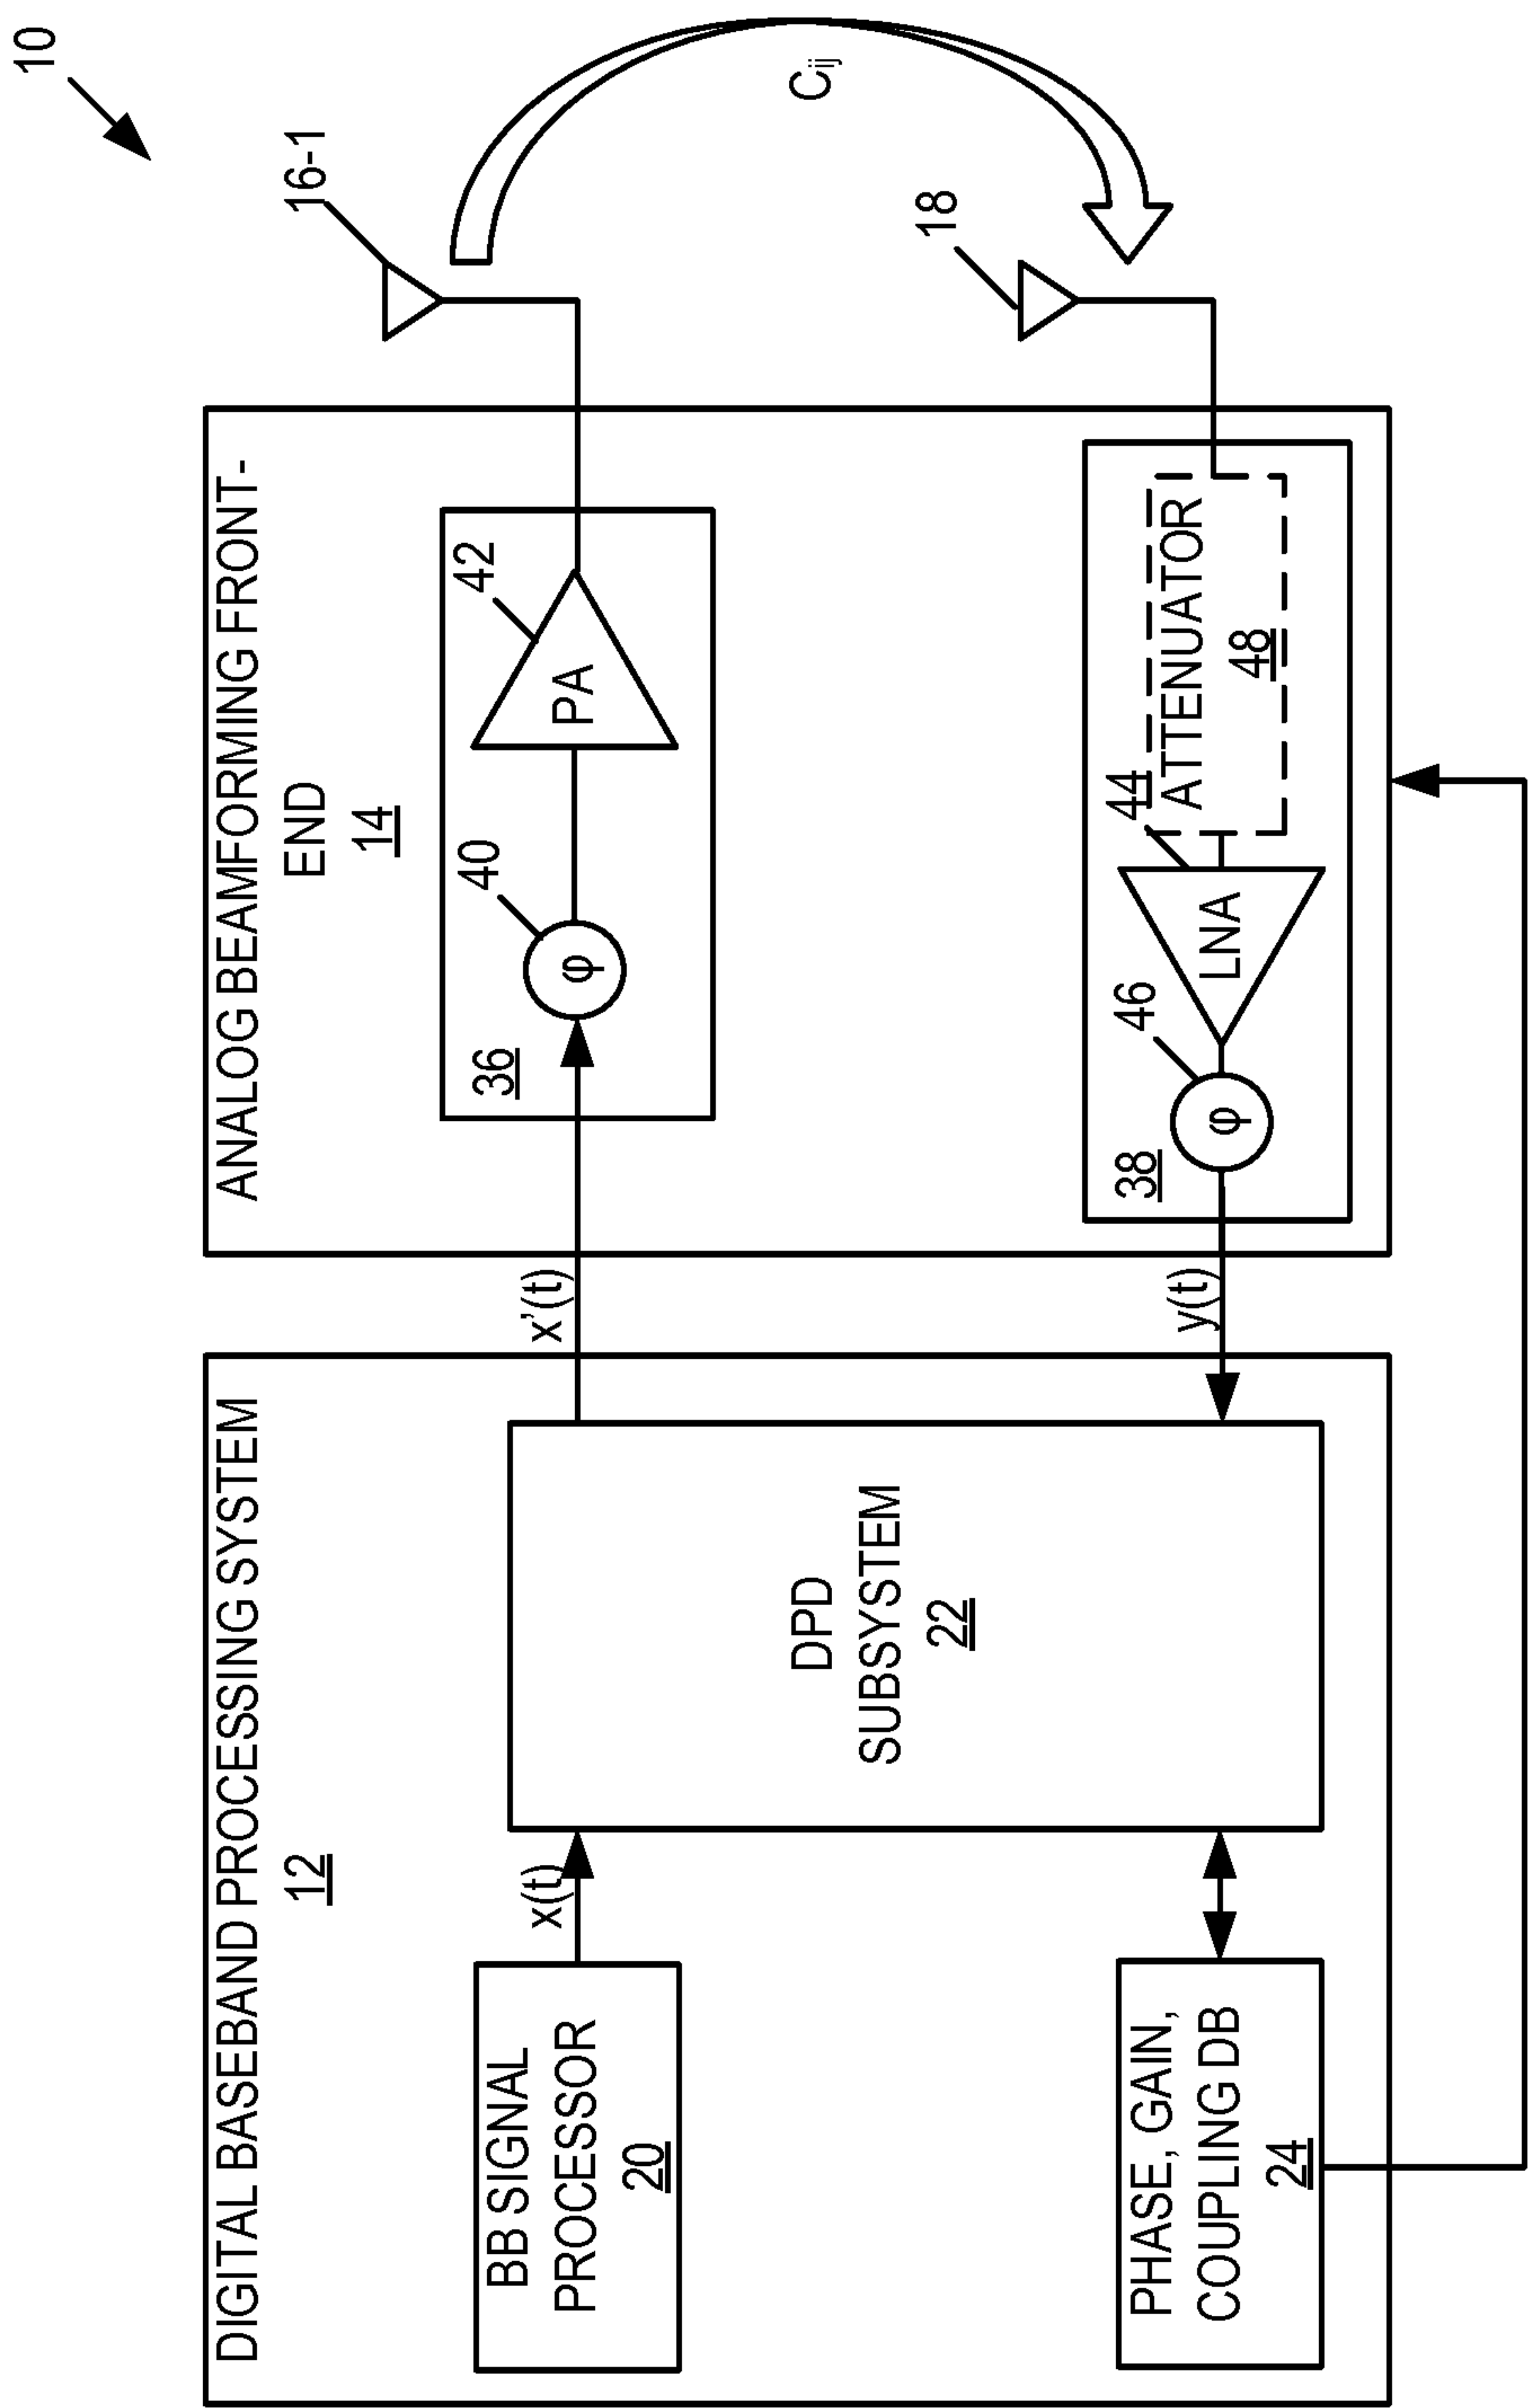 10
DIGITAL BASEBAND PROCESSING SYSTEM
12
BB SIGNAL
PROCESSOR
20
x(t)
DPD
SUBSYSTEM
22
PHASE, GAIN,
COUPLING DB
24
x'(t)
y(t)
ANALOG BEAMFORMING FRONT-
END
14
36
40
φ
42
PA
38
46
φ
44
LNA
ATTENUATOR
48
16-1
18
Cij